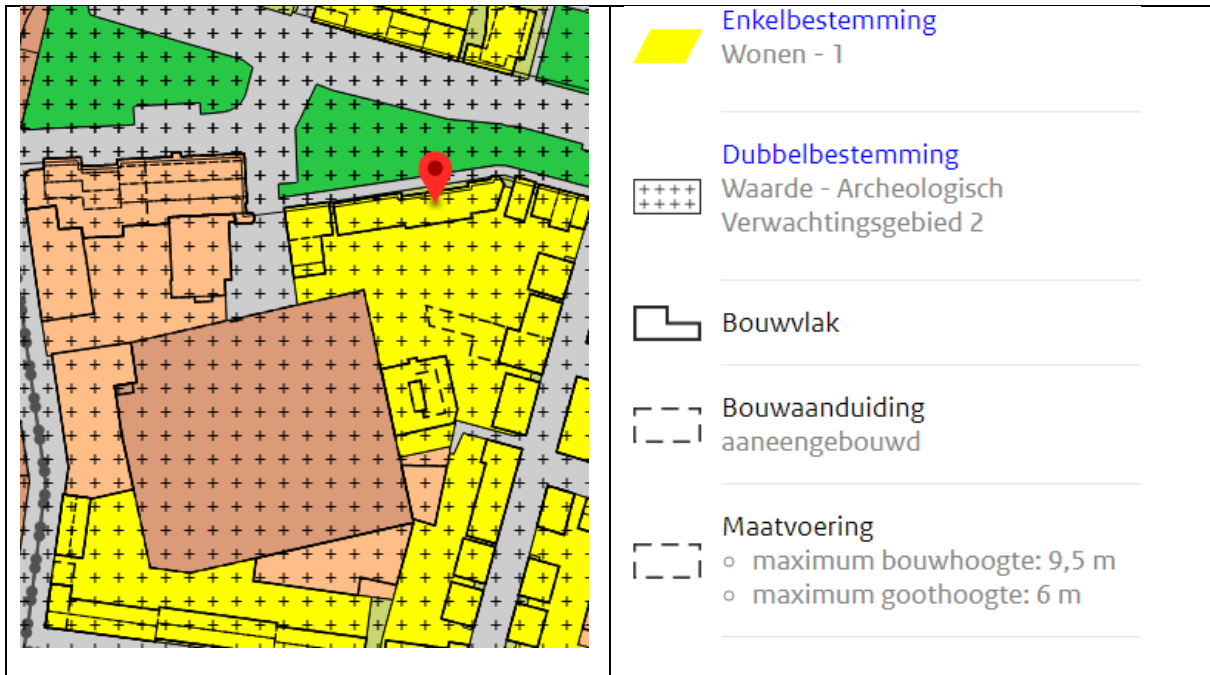 Enkelbestemming
Wonen - 1
Dubbelbestemming
Waarde - Archeologisch
Verwachtingsgebied 2
Bouwvlak
Bouwaanduiding
aaneengebouwd
Maatvoering
maximum bouwhoogte: 9,5 m
maximum goothoogte: 6 m